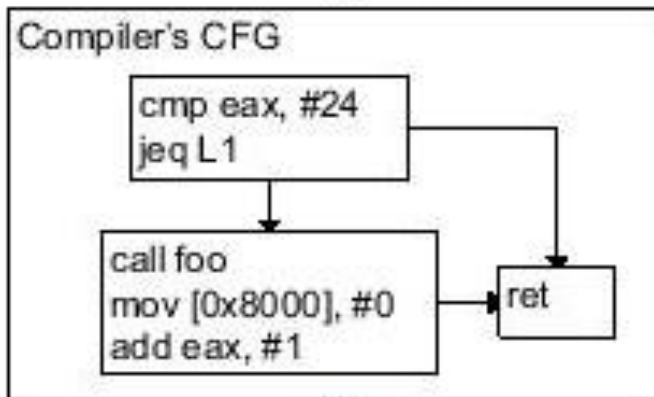 Compiler's CFG
cmp eax, #24
jeq L1
call foo
mov [0x8000], #0
add eax, #1
ret